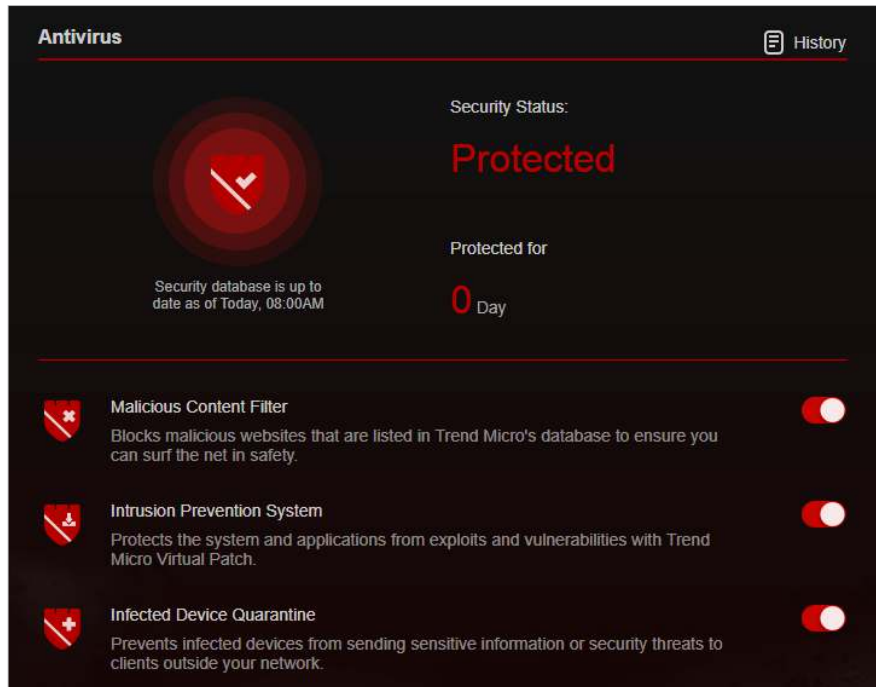 Antivirus
History
Security Status:
Protected
Security database is up to
date as of Today, 08:00AM
Protected for
0 Day
Malicious Content Filter
Blocks malicious websites that are listed in Trend Micro's database to ensure you
can surf the net in safety.
Intrusion Prevention System
Protects the system and applications from exploits and vulnerabilities with Trend
Micro Virtual Patch.
Infected Device Quarantine
Prevents infected devices from sending sensitive information or security threats to
clients outside your network.